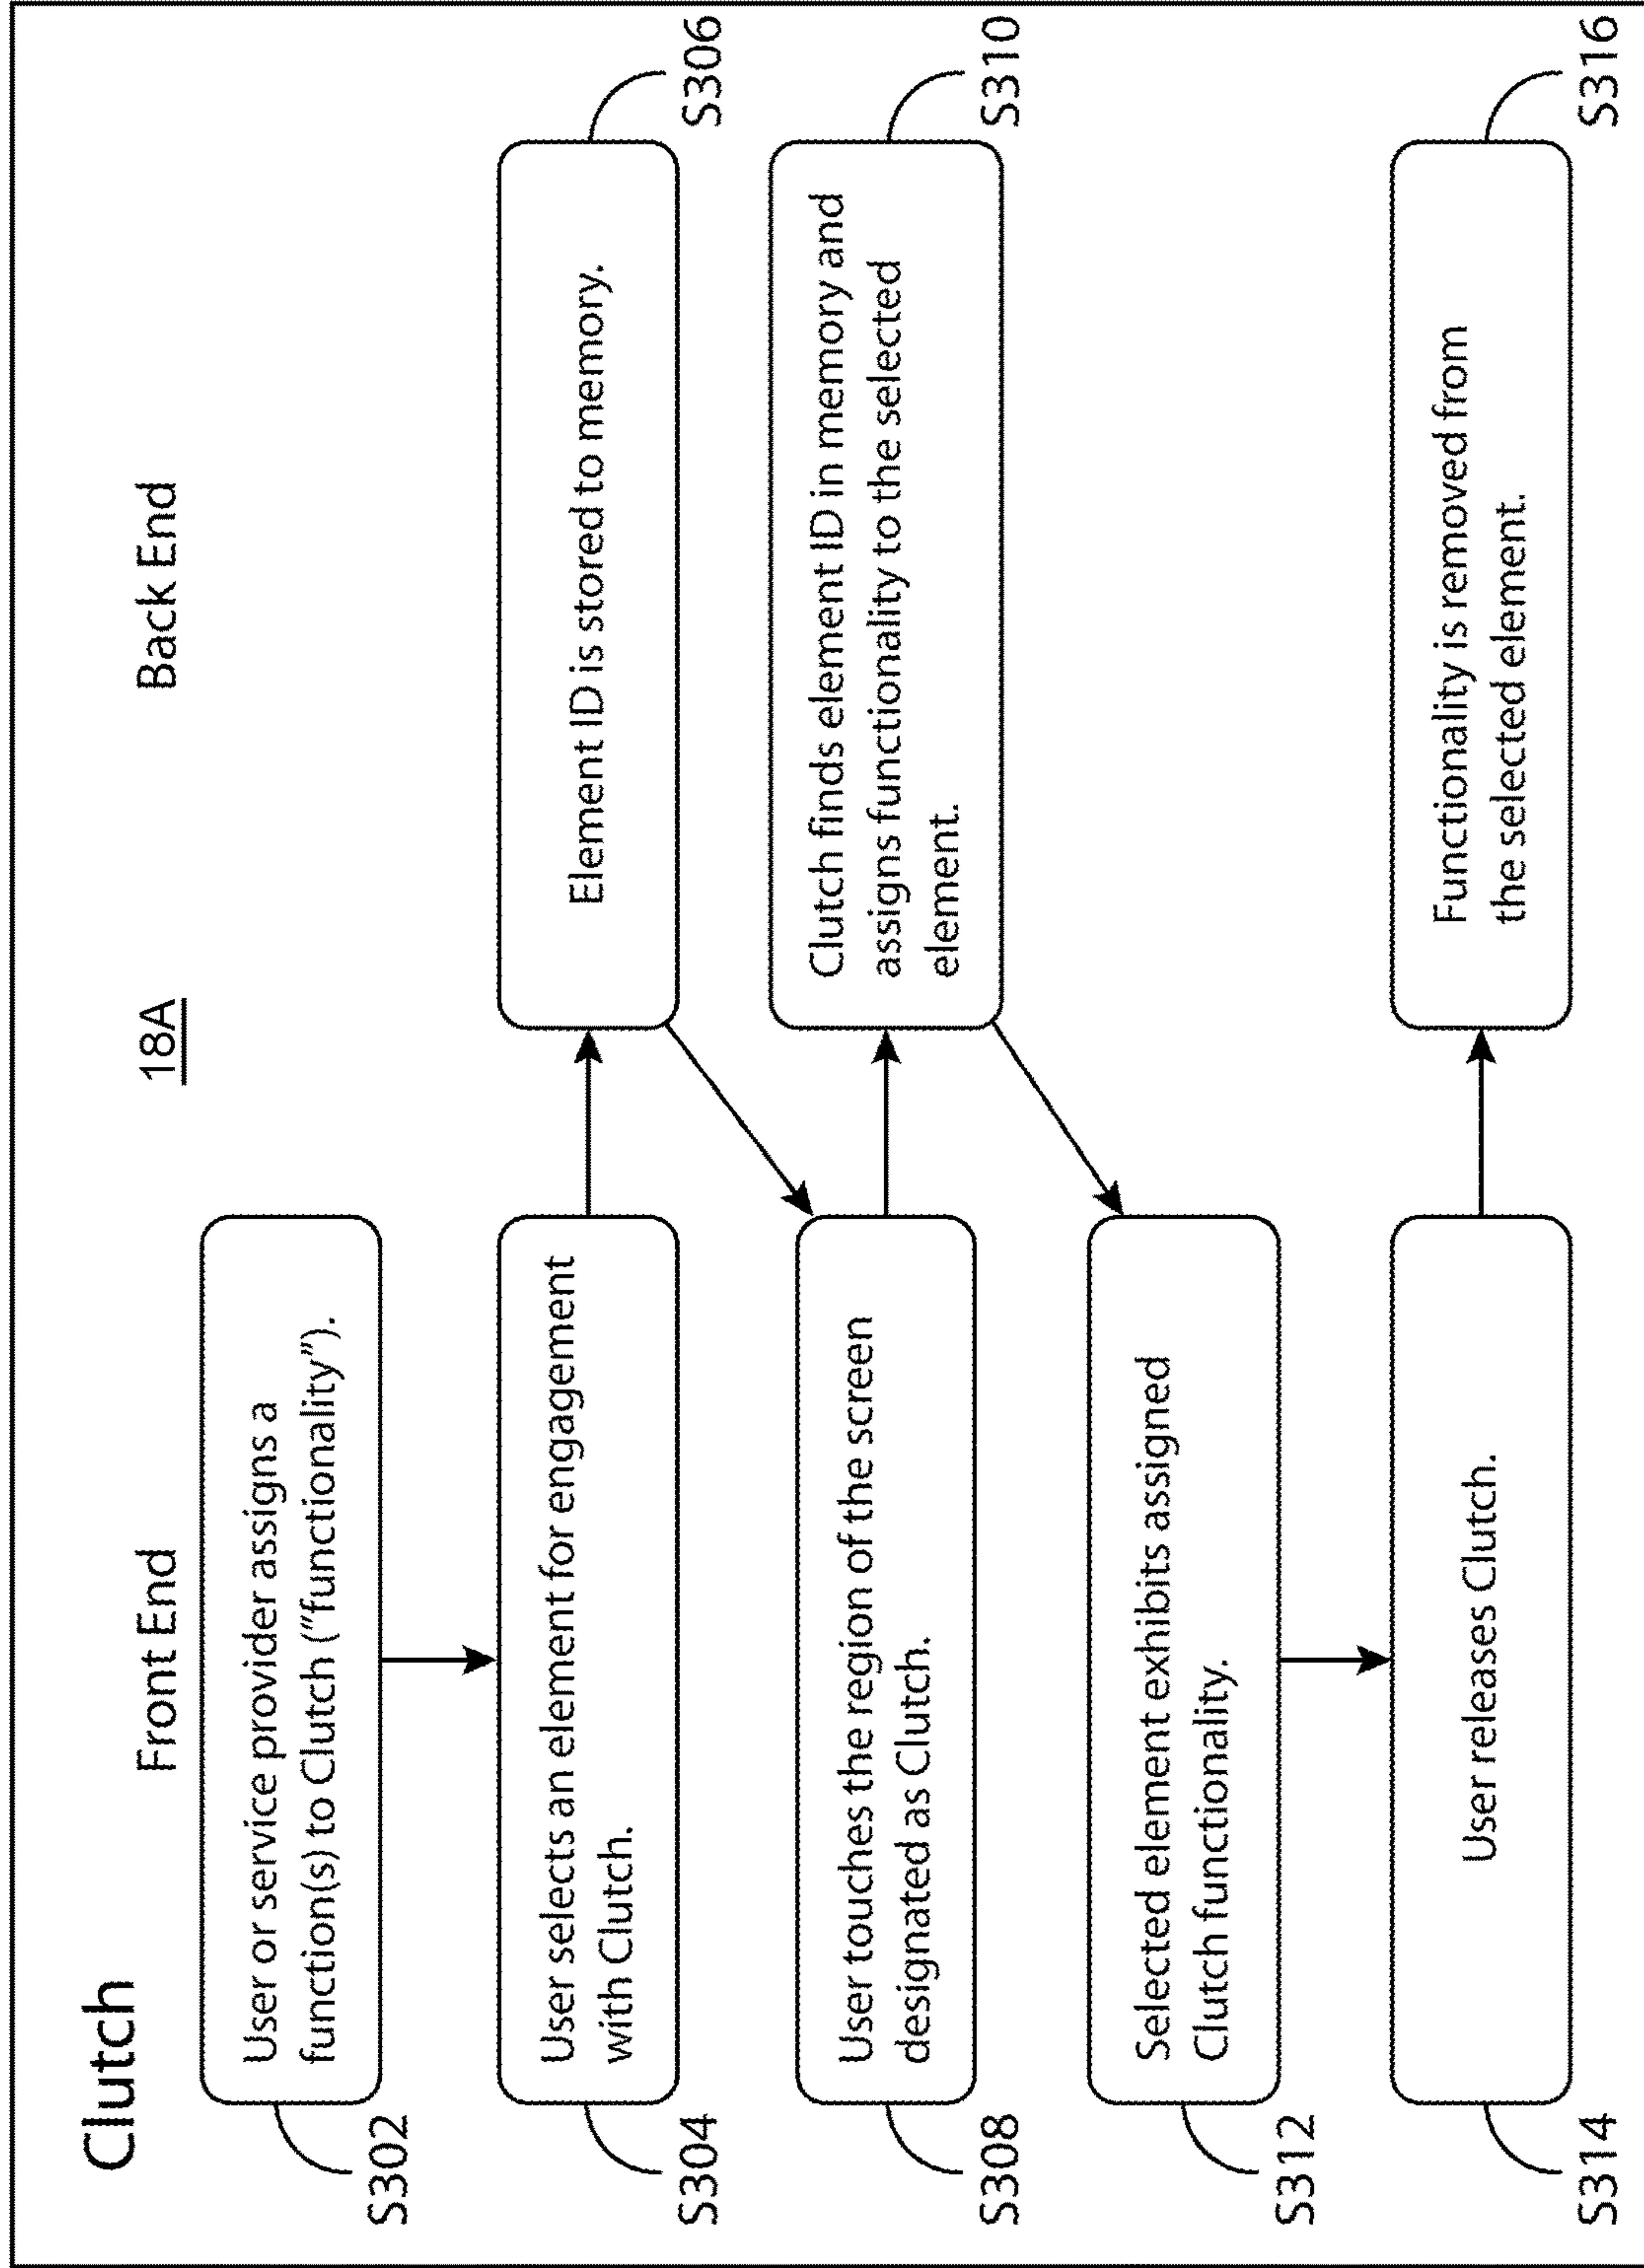 Clutch
18A
Front End
Back End
User or service provider assigns a
function(s) to Clutch ("functionality").
S302
User selects an element for engagement
with Clutch.
S304
Element ID is stored to memory.
S306
User touches the region of the screen
designated as Clutch.
S308
Clutch finds element ID in memory and
assigns functionality to the selected
element.
S310
Selected element exhibits assigned
Clutch functionality.
S312
User releases Clutch.
S314
Functionality is removed from
the selected element.
S316